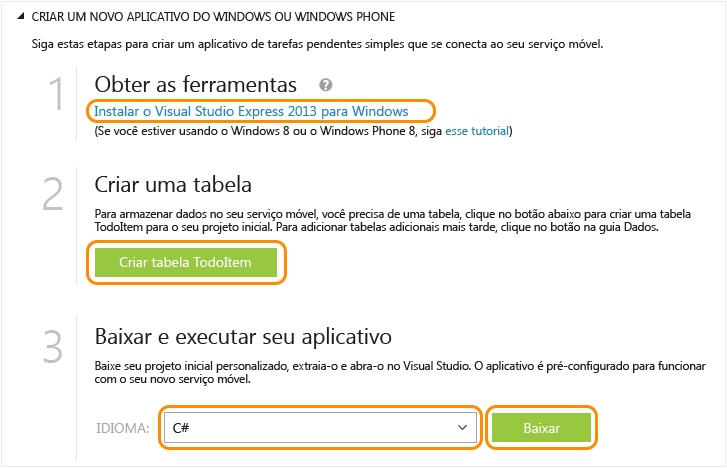 CRIAR UM NOVO APLICATIVO DO WINDOWS OU WINDOWS PHONE
Siga estas etapas para criar um aplicativo de tarefas pendentes simples que se conecta ao seu serviço móvel.
1
Obter as ferramentas ?
Instalar o Visual Studio Express 2013 para Windows
(Se você estiver usando o Windows 8 ou o Windows Phone 8, siga esse tutorial)
2
Criar uma tabela
Para armazenar dados no seu serviço móvel, você precisa de uma tabela, clique no botão abaixo para criar uma tabela
TodoItem para o seu projeto inicial. Para adicionar tabelas adicionais mais tarde, clique no botão na guia Dados.
Criar tabela TodoItem
3
Baixar e executar seu aplicativo
Baixe seu projeto inicial personalizado, extraia-o e abra-o no Visual Studio. O aplicativo é pré-configurado para funcionar
com o seu novo serviço móvel.
IDIOMA: C# Baixar